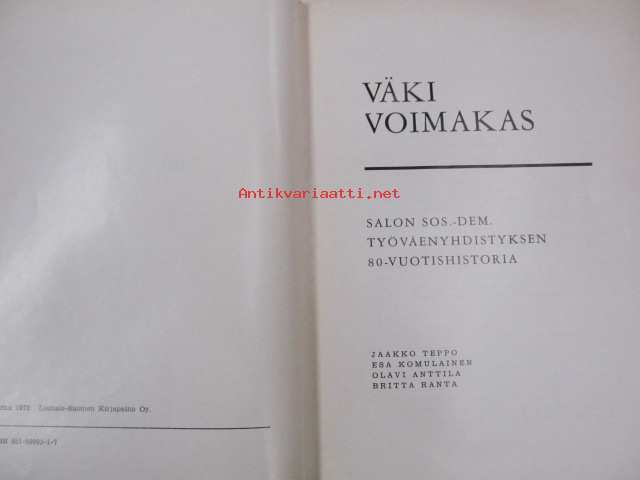 1972 Lounais-Suomen Kirjapaino Oy.
VÄKI
VOIMAKAS
SALON SOS.-DEM.
TYÖVÄENYHDISTYKSEN
80-VUOTISHISTORIA
JAAKKO TEPPO
ESA KOMULAINEN
OLAVI ANTTILA
BRITTA RANTA
Antikvariaatti.net